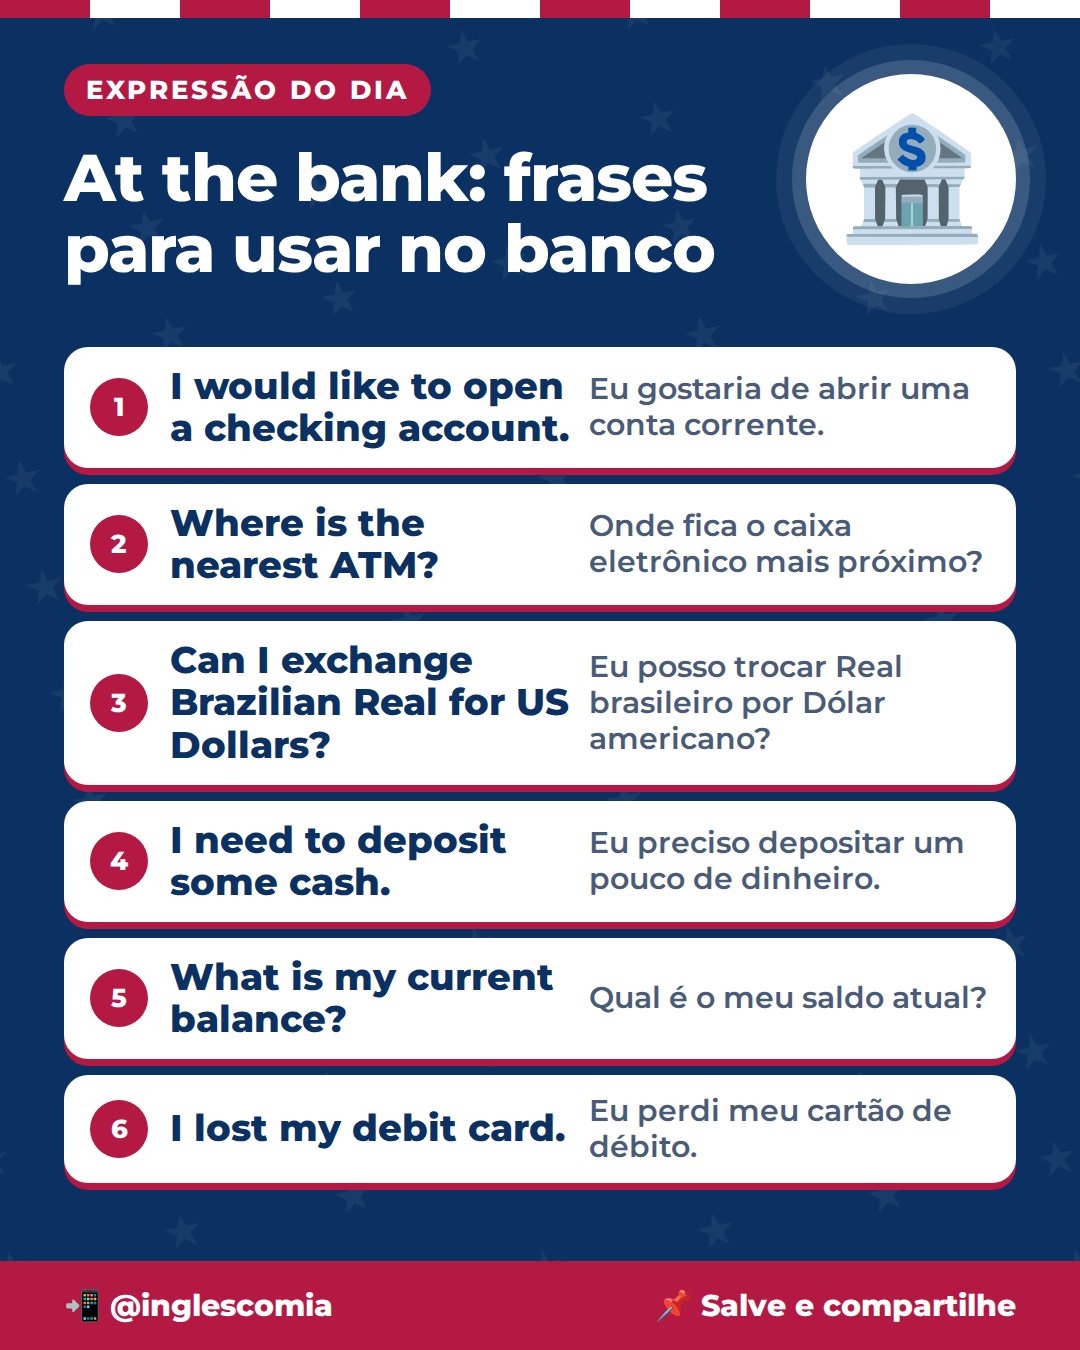 EXPRESSÃO DO DIA
At the bank: frases
para usar no banco
$
1
I would like to open
a checking account.
Eu gostaria de abrir uma
conta corrente.
2
Where is the
nearest ATM?
Onde fica o caixa
eletrônico mais próximo?
3
Can I exchange
Brazilian Real for US
Dollars?
Eu posso trocar Real
brasileiro por Dólar
americano?
4
I need to deposit
some cash.
Eu preciso depositar um
pouco de dinheiro.
5
What is my current
balance?
Qual é o meu saldo atual?
6
I lost my debit card.
Eu perdi meu cartão de
débito.
@inglescomia
Salve e compartilhe